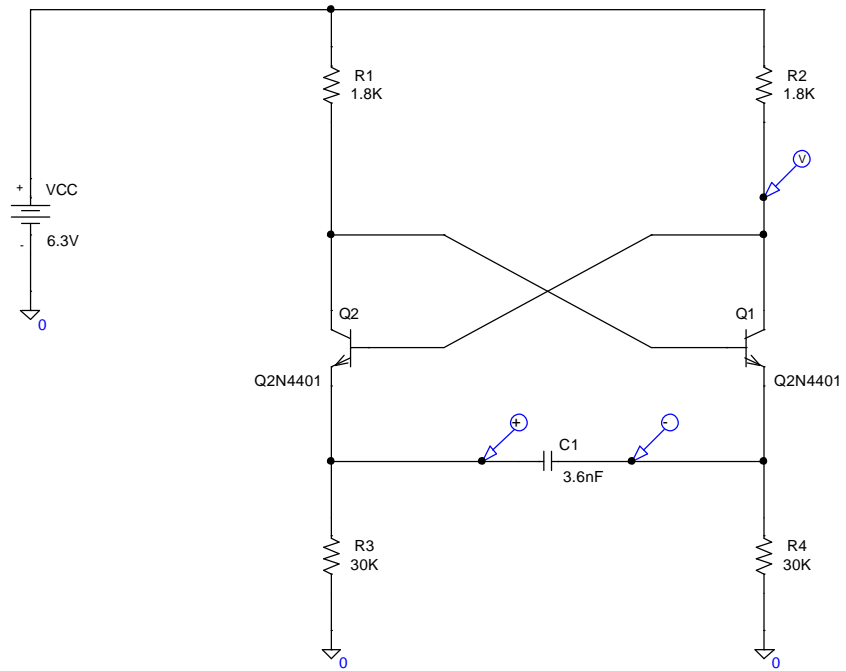 R1
1.8K
R2
1.8K
V
+
VCC
-
6.3V
0
Q2
Q1
Q2N4401
Q2N4401
+
-
C1
3.6nF
R3
30K
R4
30K
0
0